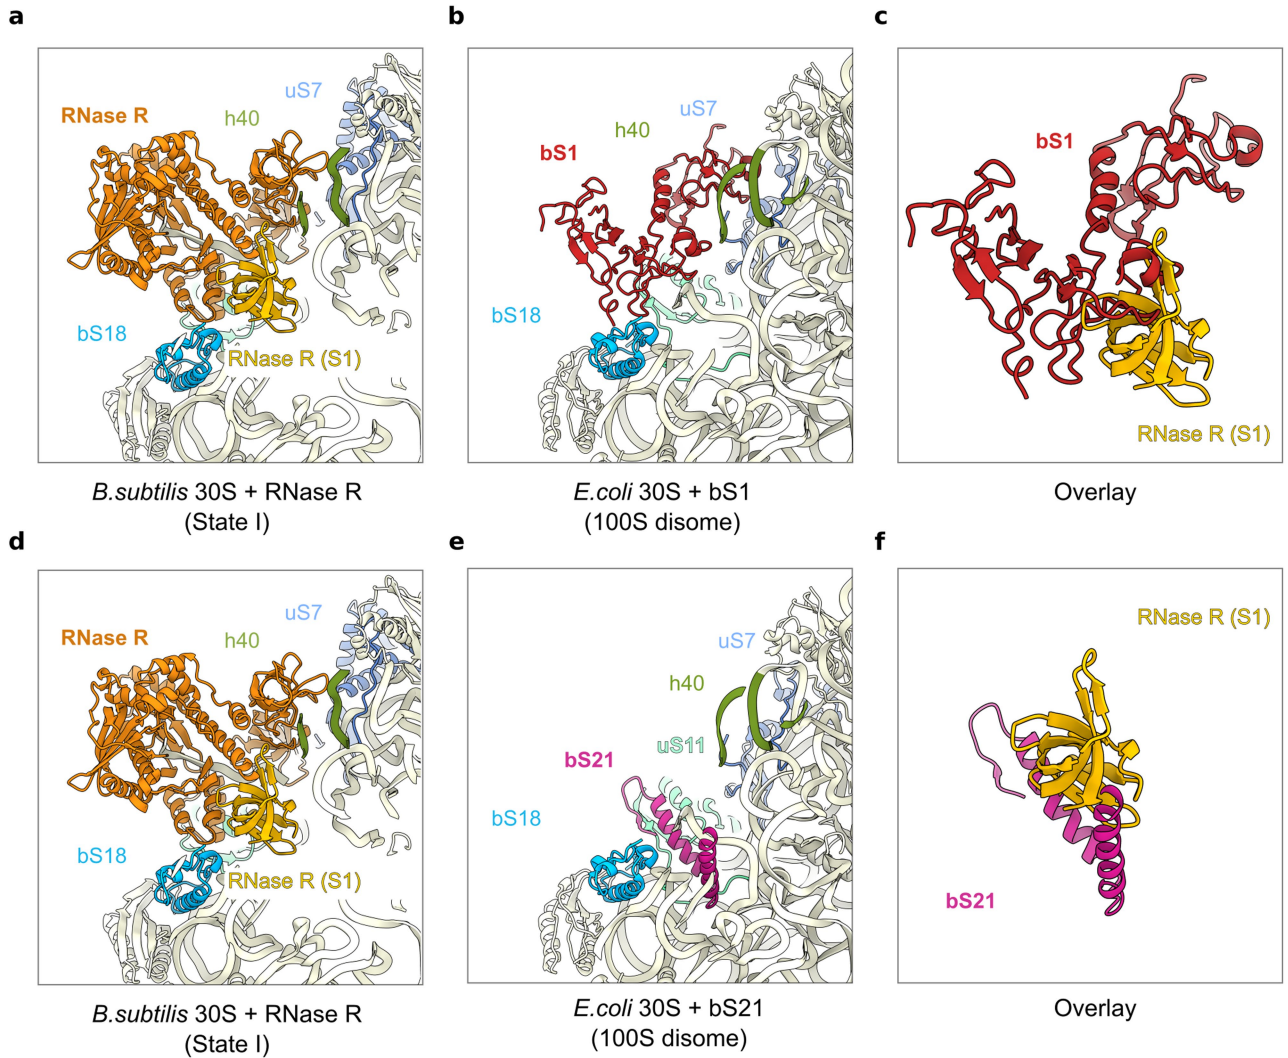 a
RNase R
h40
uS7
bS18
RNase R (S1)
B.subtilis 30S + RNase R
(State I)
b
bS1
h40
uS7
bS18
E.coli 30S + bS1
(100S disome)
c
bS1
RNase R (S1)
Overlay
d
RNase R
h40
uS7
bS18
RNase R (S1)
B.subtilis 30S + RNase R
(State I)
e
uS7
h40
uS11
bS21
bS18
E.coli 30S + bS21
(100S disome)
f
RNase R (S1)
bS21
Overlay